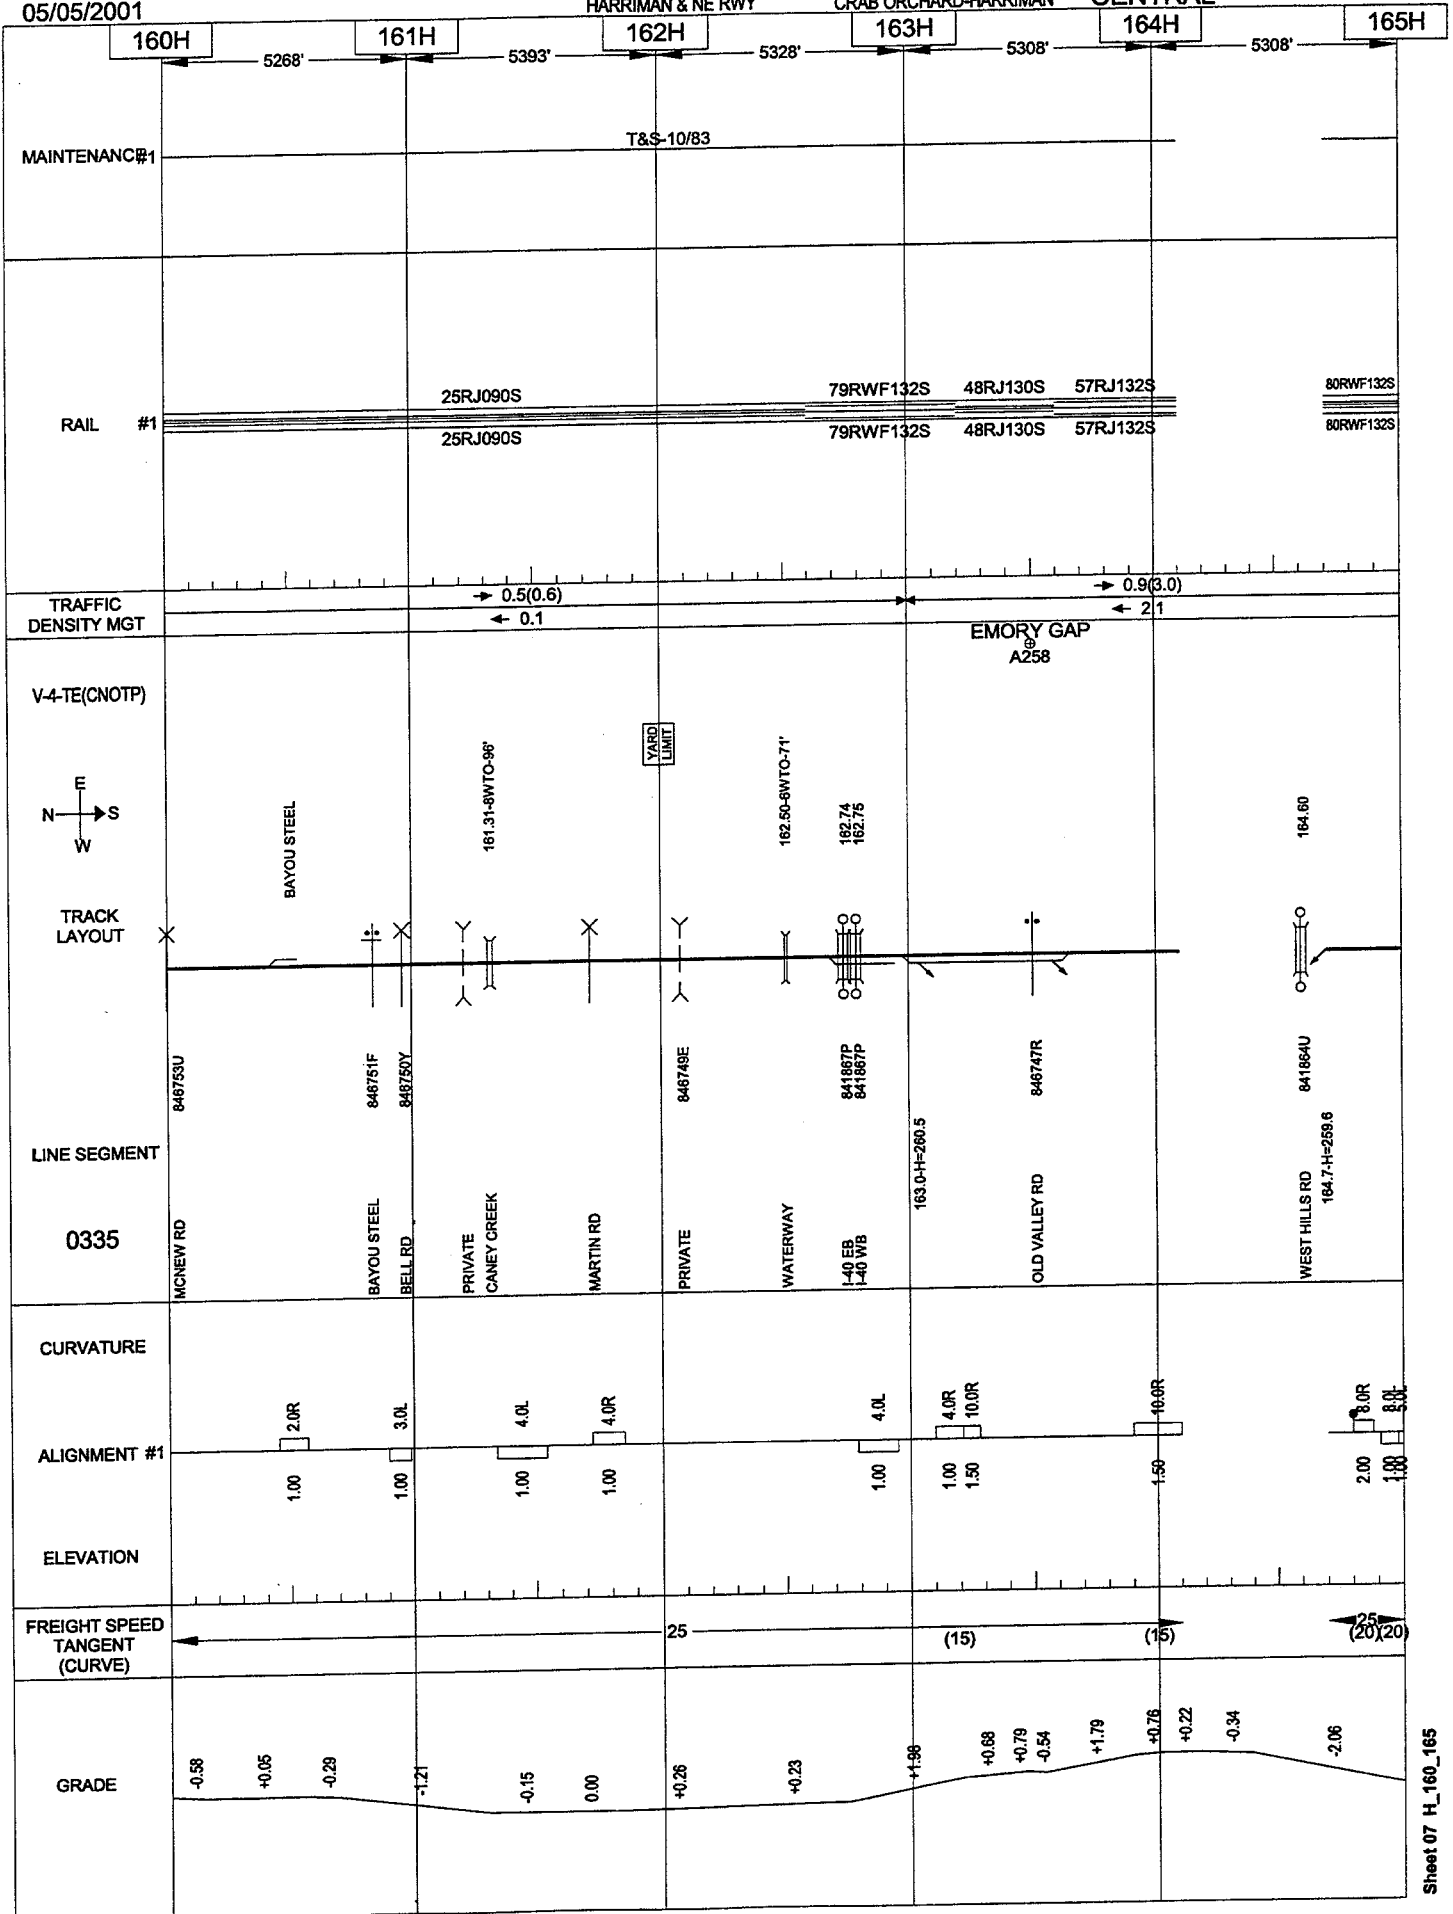 05/05/2001
HARRIMAN & NE RWY CRAB ORCHARD-HARRIMAN CENTRAL
160H 161H 162H 163H 164H 165H
5268' 5393' 5328' 5308' 5308'
MAINTENANCE #1
T&S-10/83
25RJ090S 79RWF132S 48RJ130S 57RJ132S 80RWF132S
RAIL #1
25RJ090S 79RWF132S 48RJ130S 57RJ132S 80RWF132S
TRAFFIC
DENSITY MGT
0.5(0.6) 0.9(3.0)
0.1 2.1
EMORY GAP
A258
V-4-TE(CNOTP)
YARD
LIMIT
E
N S
W
BAYOU STEEL
161.31-8WTO-96'
162.50-6WTO-71'
162.74
162.75
164.60
TRACK
LAYOUT
846753U
846751F
846750Y
846749E
841867P
841867P
846747R
841864U
LINE SEGMENT
0335
163.0-H=260.5
164.7-H=259.6
MCNEW RD
BAYOU STEEL
BELL RD
PRIVATE
CANEY CREEK
MARTIN RD
PRIVATE
WATERWAY
I-40 EB
I-40 WB
OLD VALLEY RD
WEST HILLS RD
CURVATURE
2.0R 3.0L 4.0L 4.0R 4.0L 4.0R 10.0R 10.0R 8.0R 8.0L 5.0L
ALIGNMENT #1
1.00 1.00 1.00 1.00 1.00 1.00 1.50 1.50 2.00 1.00 1.00
ELEVATION
FREIGHT SPEED
TANGENT
(CURVE)
25 25
(15) (15) (20)(20)
GRADE
-0.58 +0.05 -0.29 -1.21 -0.15 0.00 +0.26 +0.23 +1.98 +0.68 +0.79 -0.54 +1.79 +0.76 +0.22 -0.34 -2.06
Sheet 07 H_160_165